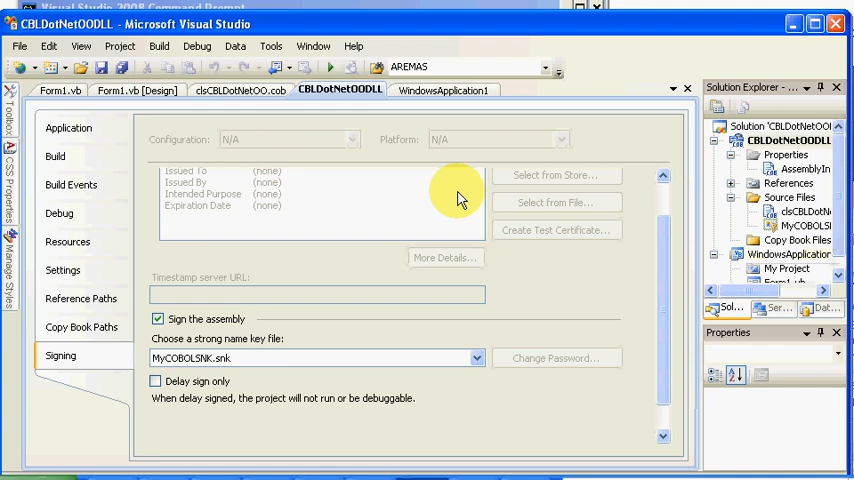 Visual Studio 2008 Command Prompt
CBLDotNetOODLL - Microsoft Visual Studio
File Edit View Project Build Debug Data Tools Window Help
AREMAS
Form1.vb Form1.vb [Design] clsCBLDotNetOO.cob CBLDotNetOODLL WindowsApplication1
Toolbox
CSS Properties
Manage Styles
Application
Build
Build Events
Debug
Resources
Settings
Reference Paths
Copy Book Paths
Signing
Configuration: N/A Platform: N/A
Issued To (none)
Issued By (none)
Intended Purpose (none)
Expiration Date (none)
Select from Store...
Select from File...
Create Test Certificate...
More Details...
Timestamp server URL:
Sign the assembly
Choose a strong name key file:
MyCOBOLSNK.snk Change Password...
Delay sign only
When delay signed, the project will not run or be debuggable.
Solution Explorer - ...
Solution 'CBLDotNetOODL
CBLDotNetOODLL
Properties
AssemblyIn
References
Source Files
clsCBLDotNe
MyCOBOLSN
Copy Book Files
WindowsApplication
My Project
Form1.vb
Sol... Ser... Dat...
Properties